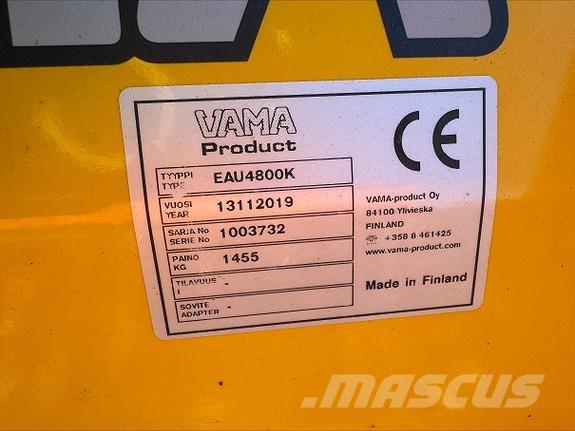 VAMA
Product
TYYPPI
TYPE
EAU4800K
VUOSI
YEAR
13112019
SARJA No
SERIE No
1003732
PAINO
KG
1455
TILAVUUS
l
-
SOVITE
ADAPTER
-
CE
VAMA-product Oy
84100 Ylivieska
FINLAND
☏ +358 8 461425
www.vama-product.com
Made in Finland
MASCUS